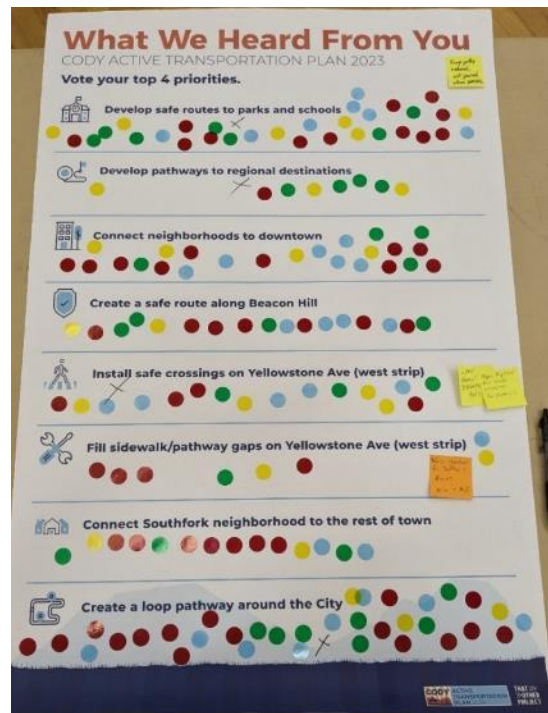 What We Heard From You
CODY ACTIVE TRANSPORTATION PLAN 2023
Vote your top 4 priorities.
Develop safe routes to parks and schools
Develop pathways to regional destinations
Connect neighborhoods to downtown
Create a safe route along Beacon Hill
Install safe crossings on Yellowstone Ave (west strip)
Fill sidewalk/pathway gaps on Yellowstone Ave (west strip)
Connect Southfork neighborhood to the rest of town
Create a loop pathway around the City
CODY
ACTIVE
TRANSPORTATION
PLAN
PROJECT